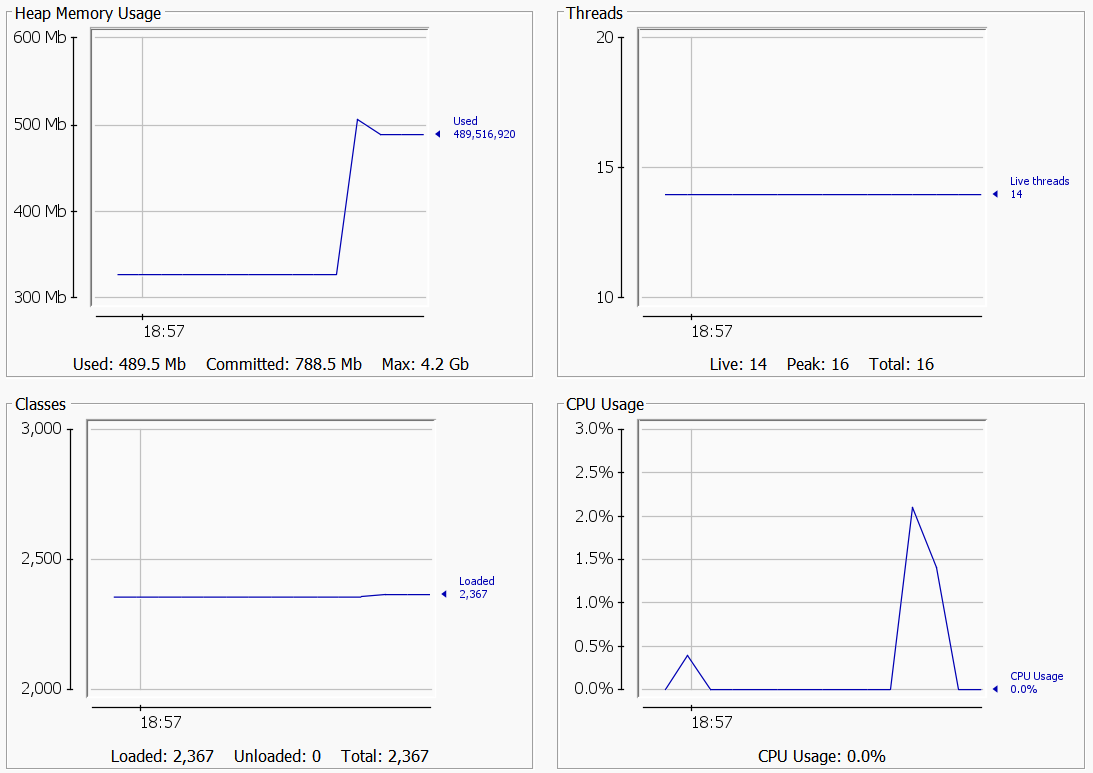 Heap Memory Usage
600 Mb
500 Mb
400 Mb
300 Mb
Used
489,516,920
18:57
Used: 489.5 Mb Committed: 788.5 Mb Max: 4.2 Gb
Threads
20
15
10
Live threads
14
18:57
Live: 14 Peak: 16 Total: 16
Classes
3,000
2,500
2,000
Loaded
2,367
18:57
Loaded: 2,367 Unloaded: 0 Total: 2,367
CPU Usage
3.0%
2.5%
2.0%
1.5%
1.0%
0.5%
0.0%
CPU Usage
0.0%
18:57
CPU Usage: 0.0%